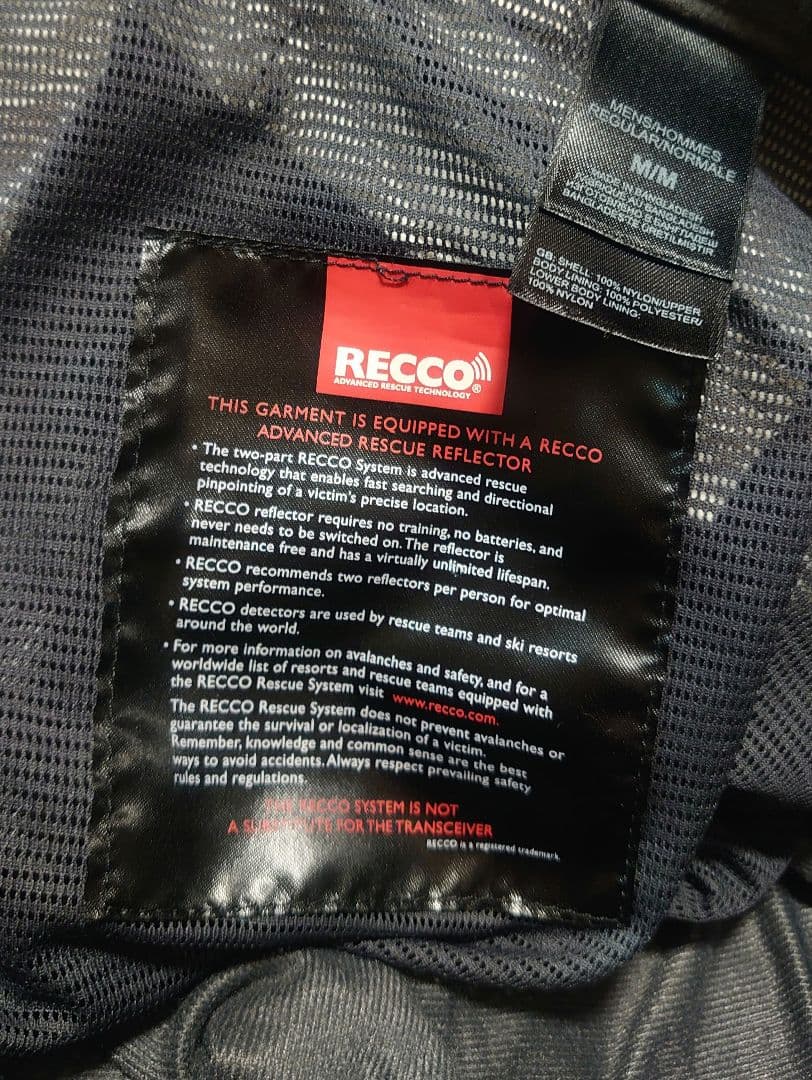 MENS/HOMMES
REGULAR/NORMALE
M/M
MADE IN BANGLADESH
FABRIQUÉ AU BANGLADESH
GB: SHELL: 100% NYLON/UPPER
BODY LINING: 100% POLYESTER/
LOWER BODY LINING:
100% NYLON
RECCO®
ADVANCED RESCUE TECHNOLOGY
THIS GARMENT IS EQUIPPED WITH A RECCO
ADVANCED RESCUE REFLECTOR
• The two-part RECCO System is advanced rescue
technology that enables fast searching and directional
pinpointing of a victim's precise location.
• RECCO reflector requires no training, no batteries, and
never needs to be switched on. The reflector is
maintenance free and has a virtually unlimited lifespan.
• RECCO recommends two reflectors per person for optimal
system performance.
• RECCO detectors are used by rescue teams and ski resorts
around the world.
• For more information on avalanches and safety, and for a
worldwide list of resorts and rescue teams equipped with
the RECCO Rescue System visit www.recco.com.
The RECCO Rescue System does not prevent avalanches or
guarantee the survival or localization of a victim.
Remember, knowledge and common sense are the best
ways to avoid accidents. Always respect prevailing safety
rules and regulations.
THE RECCO SYSTEM IS NOT
A SUBSTITUTE FOR THE TRANSCEIVER
RECCO is a registered trademark.